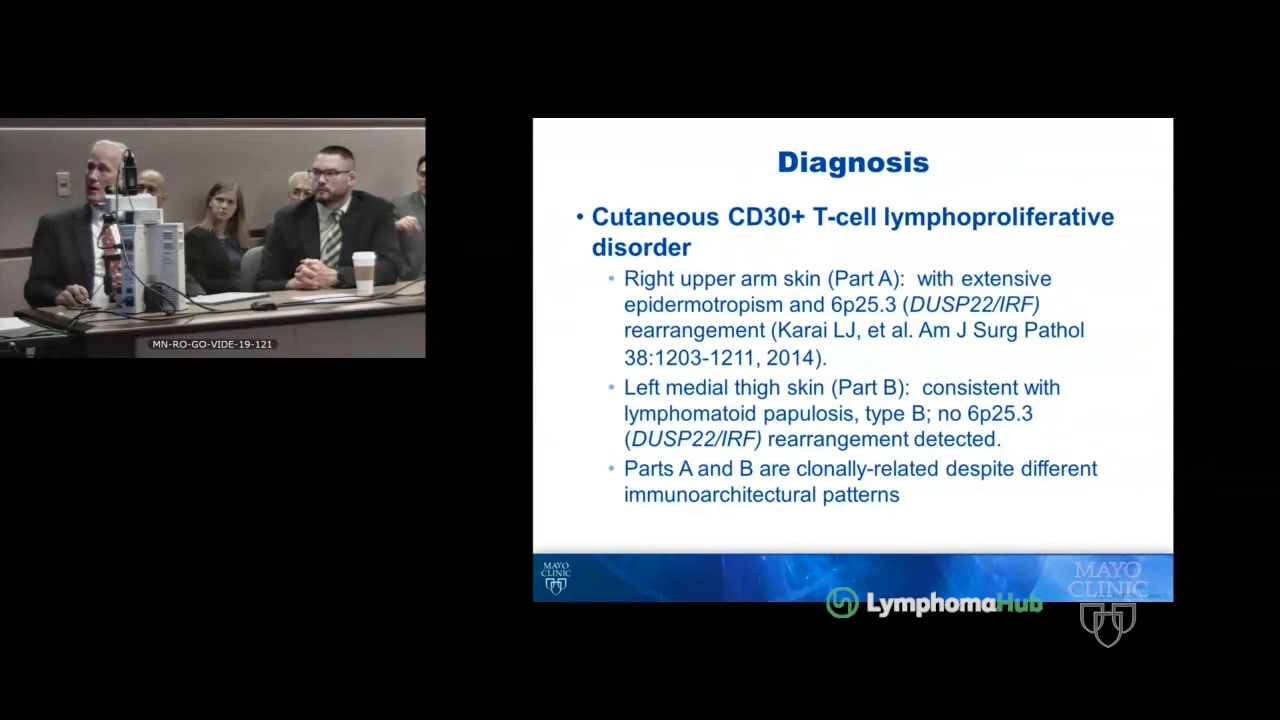 Diagnosis
• Cutaneous CD30+ T-cell lymphoproliferative
disorder
• Right upper arm skin (Part A): with extensive
epidermotropism and 6p25.3 (DUSP22/IRF)
rearrangement (Karai LJ, et al. Am J Surg Pathol
38:1203-1211, 2014).
• Left medial thigh skin (Part B): consistent with
lymphomatoid papulosis, type B; no 6p25.3
(DUSP22/IRF) rearrangement detected.
• Parts A and B are clonally-related despite different
immunoarchitectural patterns
MN-RO-GO-VIDE-19-121
MAYO
CLINIC
LymphomaHub
MAYO
CLINIC